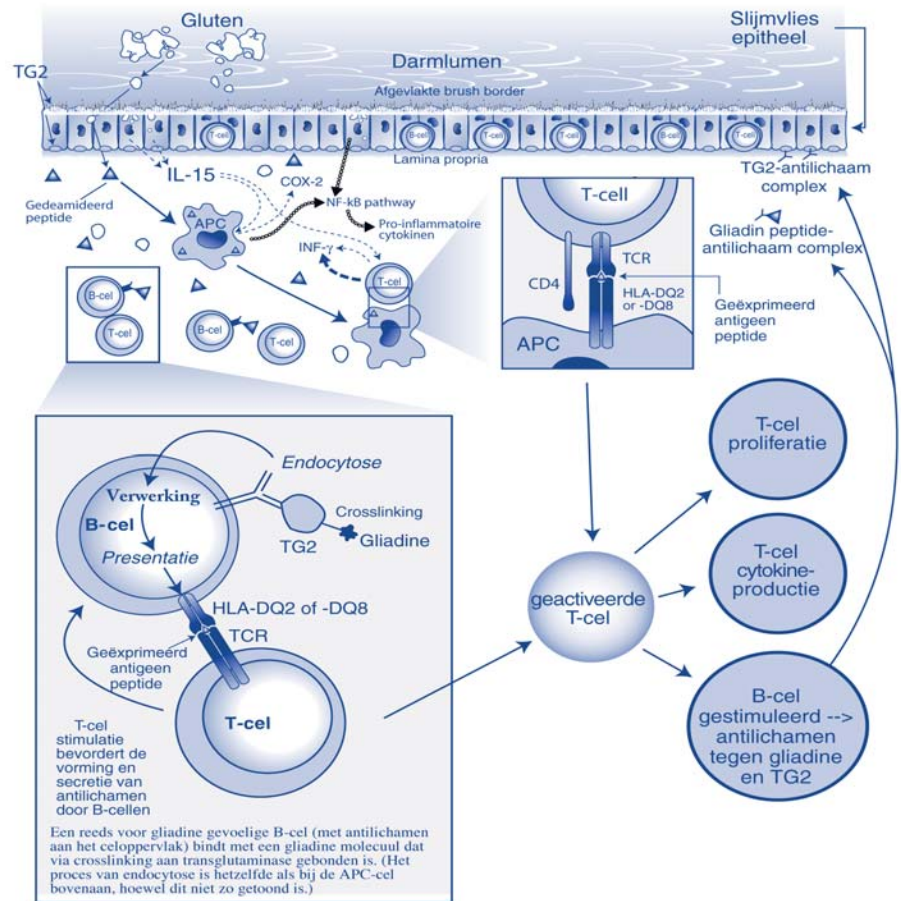 Gluten
Slijmvlies
epitheel
TG2
Darmlumen
Afgevlakte brush border
T-cel
B-cel
T-cel
T-cel
B-cel
T-cel
Lamina propria
TG2-antilichaam
complex
IL-15
COX-2
Gedeamideerd
peptide
APC
NF-kB pathway
Pro-inflammatoire
cytokinen
INF-γ
T-cel
Gliadin peptide-
antilichaam complex
T-cell
CD4
TCR
HLA-DQ2
or -DQ8
Geëxprimeerd
antigeen
peptide
APC
B-cel
T-cel
B-cel
T-cel
T-cel
proliferatie
Endocytose
Verwerking
B-cel
Crosslinking
TG2
Gliadine
Presentatie
HLA-DQ2 of -DQ8
TCR
Geëxprimeerd
antigeen
peptide
T-cel
T-cel
stimulatie
bevordert de
vorming en
secretie van
antilichamen
door B-cellen
geactiveerde
T-cel
T-cel
cytokine-
productie
B-cel
gestimuleerd -->
antilichamen
tegen gliadine
en TG2
Een reeds voor gliadine gevoelige B-cel (met antilichamen
aan het celoppervlak) bindt met een gliadine molecuul dat
via crosslinking aan transglutaminase gebonden is. (Het
proces van endocytose is hetzelfde als bij de APC-cel
bovenaan, hoewel dit niet zo getoond is.)